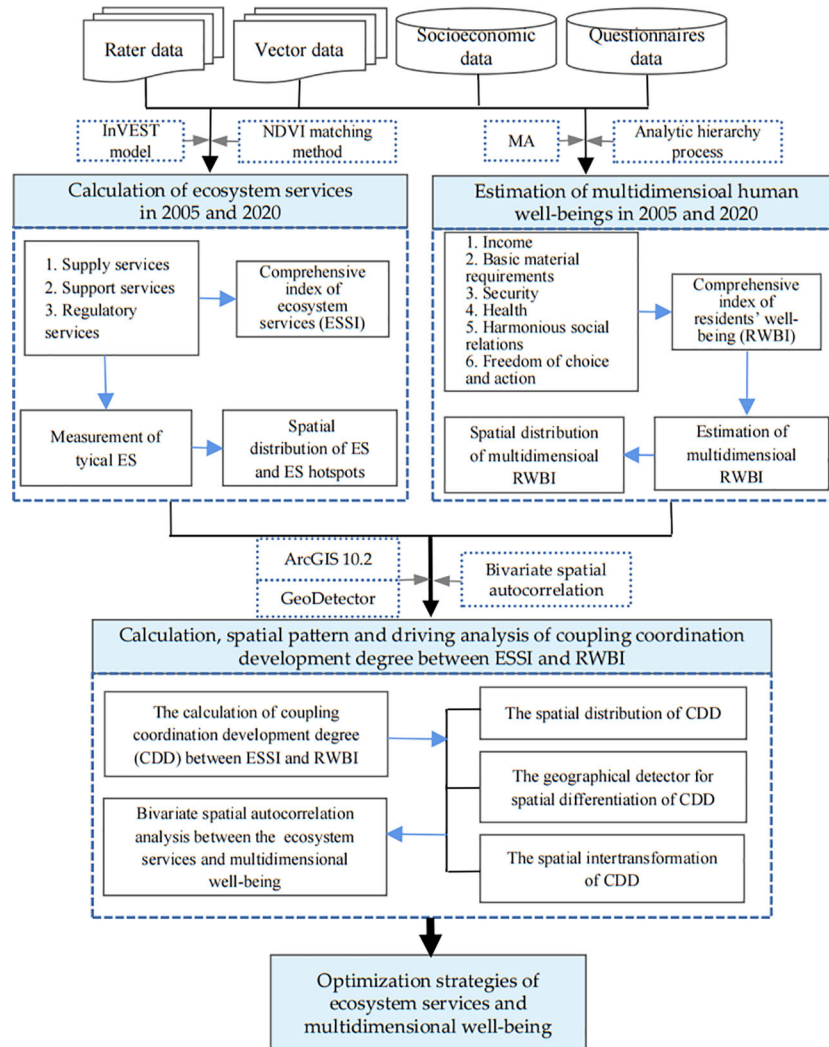 Rater data
Vector data
Socioeconomic
data
Questionnaires
data
InVEST
model
NDVI matching
method
MA
Analytic hierarchy
process
Calculation of ecosystem services
in 2005 and 2020
Estimation of multidimensioal human
well-beings in 2005 and 2020
1. Supply services
2. Support services
3. Regulatory
services
Comprehensive
index of
ecosystem
services (ESSI)
1. Income
2. Basic material
requirements
3. Security
4. Health
5. Harmonious social
relations
6. Freedom of choice
and action
Comprehensive
index of
residents' well-
being (RWBI)
Measurement of
tyical ES
Spatial
distribution of ES
and ES hotspots
Spatial distribution
of multidimensioal
RWBI
Estimation of
multidimensioal
RWBI
ArcGIS 10.2
GeoDetector
Bivariate spatial
autocorrelation
Calculation, spatial pattern and driving analysis of coupling coordination
development degree between ESSI and RWBI
The calculation of coupling
coordination development degree
(CDD) between ESSI and RWBI
The spatial distribution of CDD
The geographical detector for
spatial differentiation of CDD
Bivariate spatial autocorrelation
analysis between the ecosystem
services and multidimensional
well-being
The spatial intertransformation
of CDD
Optimization strategies of
ecosystem services and
multidimensional well-being